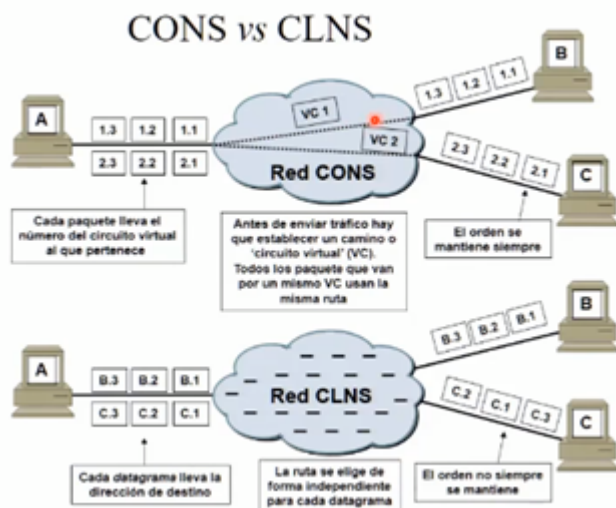 CONS vs CLNS
A
1.3 1.2 1.1
2.3 2.2 2.1
VC 1
VC 2
Red CONS
1.3 1.2 1.1
B
2.3 2.2 2.1
C
Cada paquete lleva el
número del circuito virtual
al que pertenece
Antes de enviar tráfico hay
que establecer un camino o
'circuito virtual' (VC).
Todos los paquete que van
por un mismo VC usan la
misma ruta
El orden se
mantiene siempre
A
B.3 B.2 B.1
C.3 C.2 C.1
Red CLNS
B.3 B.2 B.1
B
C.2 C.1 C.3
C
Cada datagrama lleva la
dirección de destino
La ruta se elige de
forma independiente
para cada datagrama
El orden no siempre
se mantiene